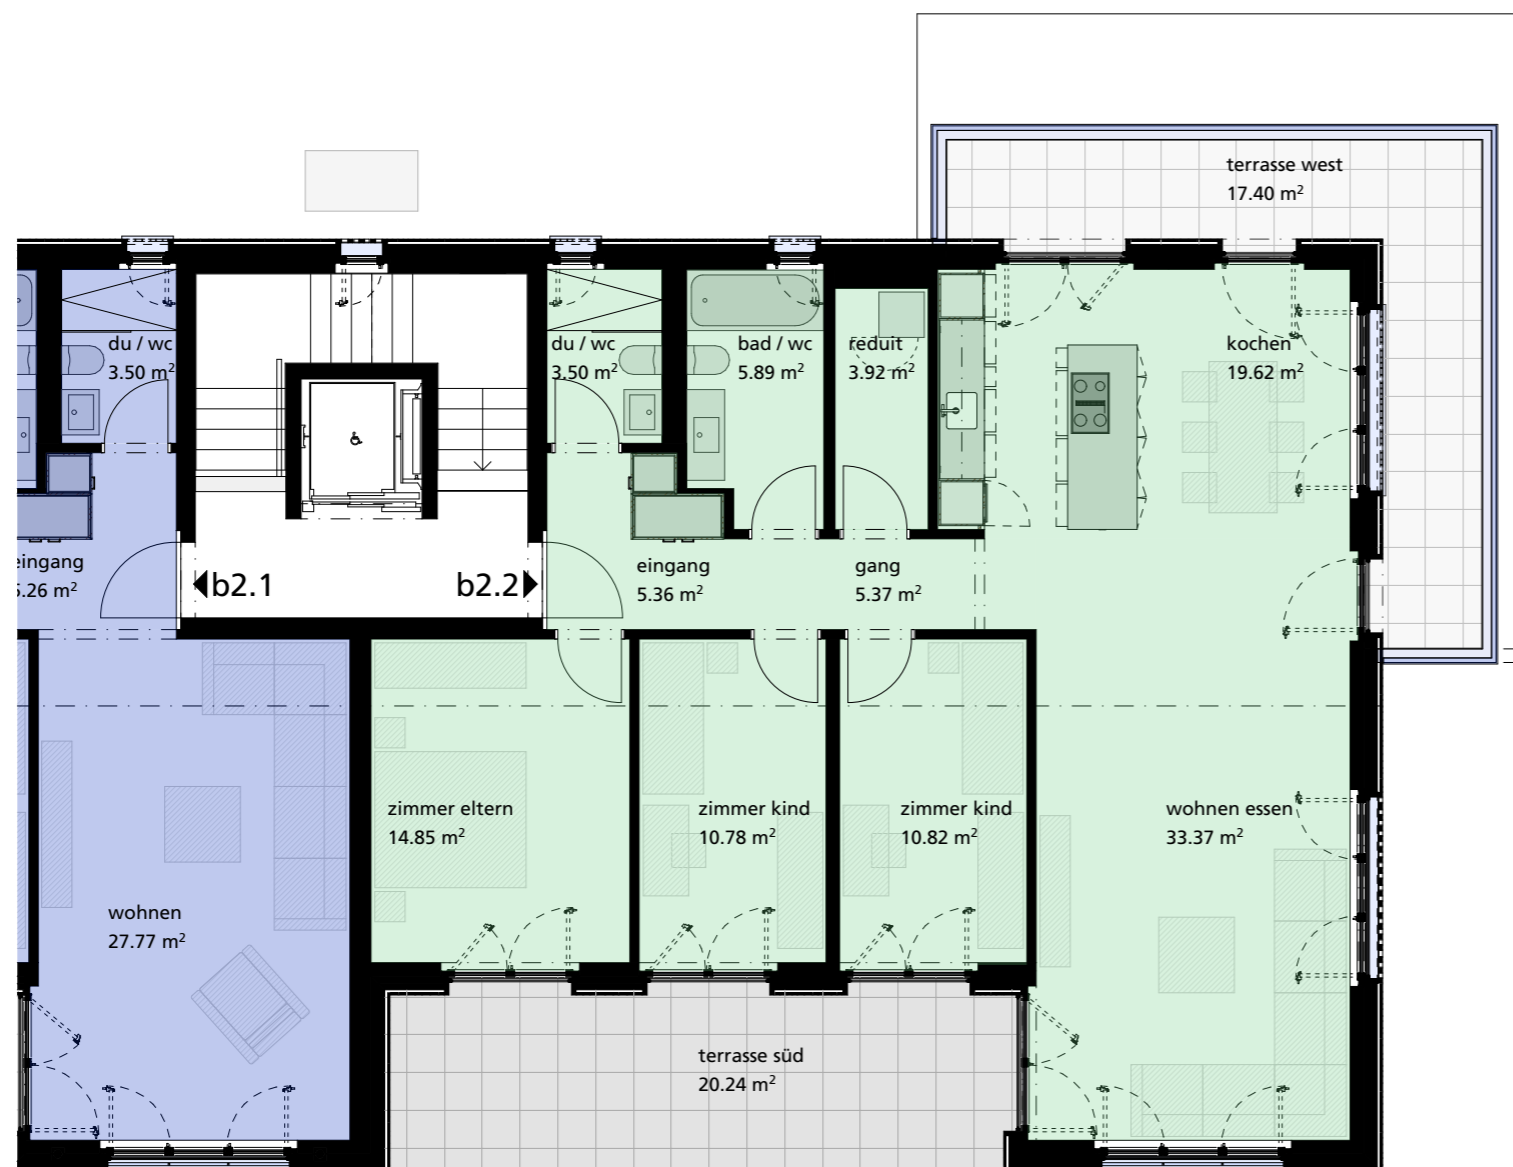 terrasse west
17.40 m²
du / wc
3.50 m²
du / wc
3.50 m²
bad / wc
5.89 m²
reduit
3.92 m²
kochen
19.62 m²
eingang
5.26 m²
b2.1
b2.2
eingang
5.36 m²
gang
5.37 m²
zimmer eltern
14.85 m²
zimmer kind
10.78 m²
zimmer kind
10.82 m²
wohnen essen
33.37 m²
wohnen
27.77 m²
terrasse süd
20.24 m²